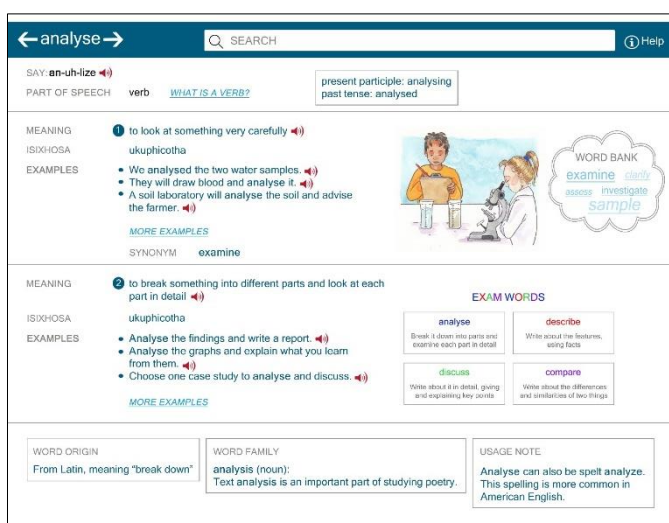 ← analyse →
SEARCH
Help
SAY: an-uh-lize
PART OF SPEECH verb WHAT IS A VERB?
present participle: analysing
past tense: analysed
MEANING 1 to look at something very carefully
ISIXHOSA ukuphicotha
EXAMPLES • We analysed the two water samples.
• They will draw blood and analyse it.
• A soil laboratory will analyse the soil and advise
the farmer.
MORE EXAMPLES
SYNONYM examine
WORD BANK
examine clarify
assess investigate
sample
MEANING 2 to break something into different parts and look at each
part in detail
ISIXHOSA ukuphicotha
EXAMPLES • Analyse the findings and write a report.
• Analyse the graphs and explain what you learn
from them.
• Choose one case study to analyse and discuss.
MORE EXAMPLES
EXAM WORDS
analyse
Break it down into parts and
examine each part in detail
describe
Write about the features,
using facts
discuss
Write about it in detail, giving
and explaining key points
compare
Write about the differences
and similarities of two things
WORD ORIGIN
From Latin, meaning “break down”
WORD FAMILY
analysis (noun):
Text analysis is an important part of studying poetry.
USAGE NOTE
Analyse can also be spelt analyze.
This spelling is more common in
American English.